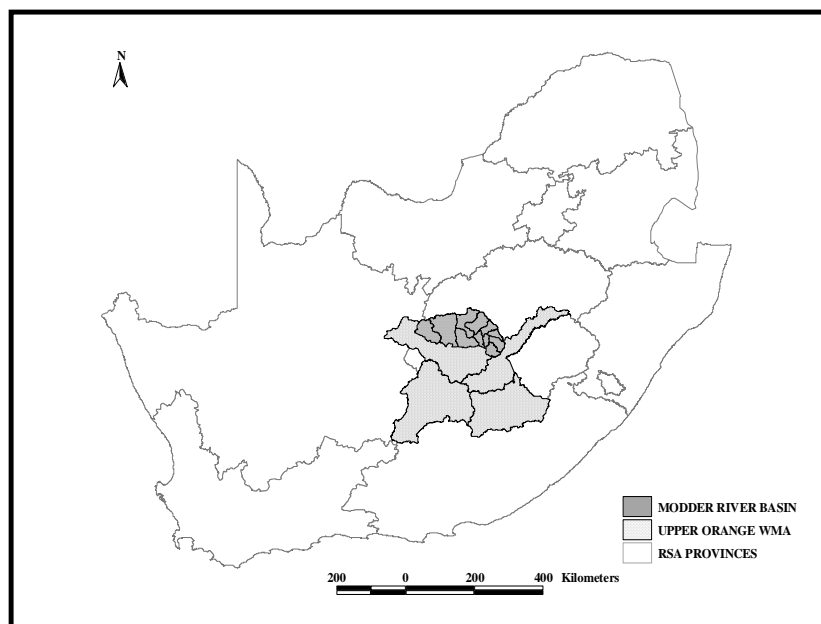 N
MODDER RIVER BASIN
UPPER ORANGE WMA
RSA PROVINCES
200 0 200 400 Kilometers